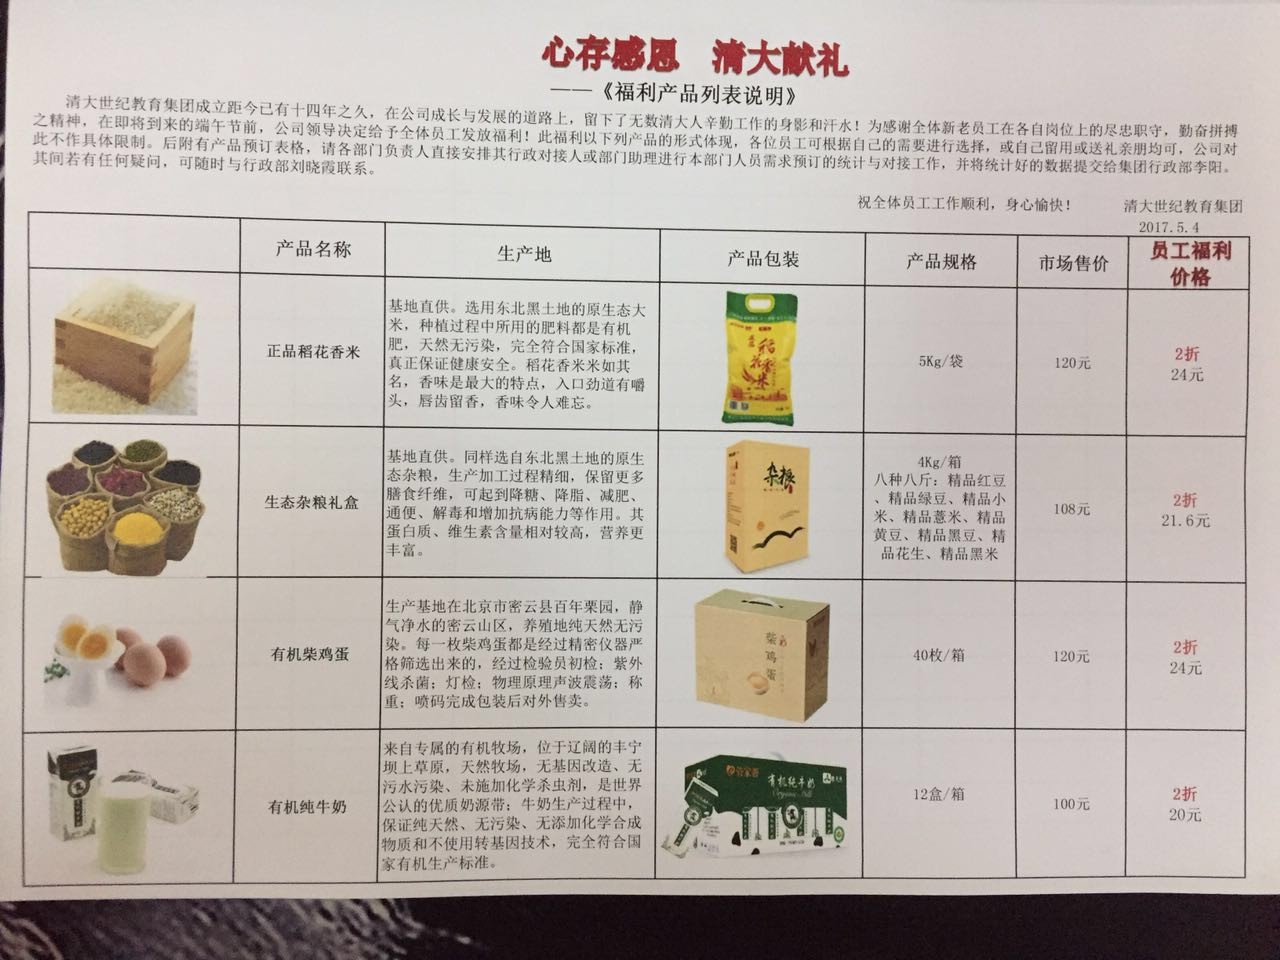 心存感恩　清大献礼
——《福利产品列表说明》
清大世纪教育集团成立距今已有十四年之久，在公司成长与发展的道路上，留下了无数清大人辛勤工作的身影和汗水！为感谢全体新老员工在各自岗位上的尽忠职守，勤奋拼搏
之精神，在即将到来的端午节前，公司领导决定给予全体员工发放福利！此福利以下列产品的形式体现，各位员工可根据自己的需要进行选择，或自己留用或送礼亲朋均可，公司对
此不作具体限制。后附有产品预订表格，请各部门负责人直接安排其行政对接人或部门助理进行本部门人员需求预订的统计与对接工作，并将统计好的数据提交给集团行政部李阳。
其间若有任何疑问，可随时与行政部刘晓霞联系。
祝全体员工工作顺利，身心愉快！　清大世纪教育集团
2017.5.4
产品名称　生产地　产品包装　产品规格　市场售价　员工福利
价格
正品稻花香米
基地直供。选用东北黑土地的原生态大
米，种植过程中所用的肥料都是有机
肥，天然无污染，完全符合国家标准，
真正保证健康安全。稻花香米米如其
名，香味是最大的特点，入口劲道有嚼
头，唇齿留香，香味令人难忘。
稻
花
香
米
5Kg/袋
120元
2折
24元
生态杂粮礼盒
基地直供。同样选自东北黑土地的原生
态杂粮，生产加工过程精细，保留更多
膳食纤维，可起到降糖、降脂、减肥、
通便、解毒和增加抗病能力等作用。其
蛋白质、维生素含量相对较高，营养更
丰富。
杂粮
4Kg/箱
八种八斤：精品红豆
、精品绿豆、精品小
米、精品薏米、精品
黄豆、精品黑豆、精
品花生、精品黑米
108元
2折
21.6元
有机柴鸡蛋
生产基地在北京市密云县百年栗园，静
气净水的密云山区，养殖地纯天然无污
染。每一枚柴鸡蛋都是经过精密仪器严
格筛选出来的，经过检验员初检；紫外
线杀菌；灯检；物理原理声波震荡；称
重；喷码完成包装后对外售卖。
柴
鸡
蛋
40枚/箱
120元
2折
24元
有机纯牛奶
来自专属的有机牧场，位于辽阔的丰宁
坝上草原，天然牧场，无基因改造、无
污水污染、未施加化学杀虫剂，是世界
公认的优质奶源带；牛奶生产过程中，
保证纯天然、无污染、无添加化学合成
物质和不使用转基因技术，完全符合国
家有机生产标准。
有机纯牛奶
Organic Milk
12盒/箱
100元
2折
20元